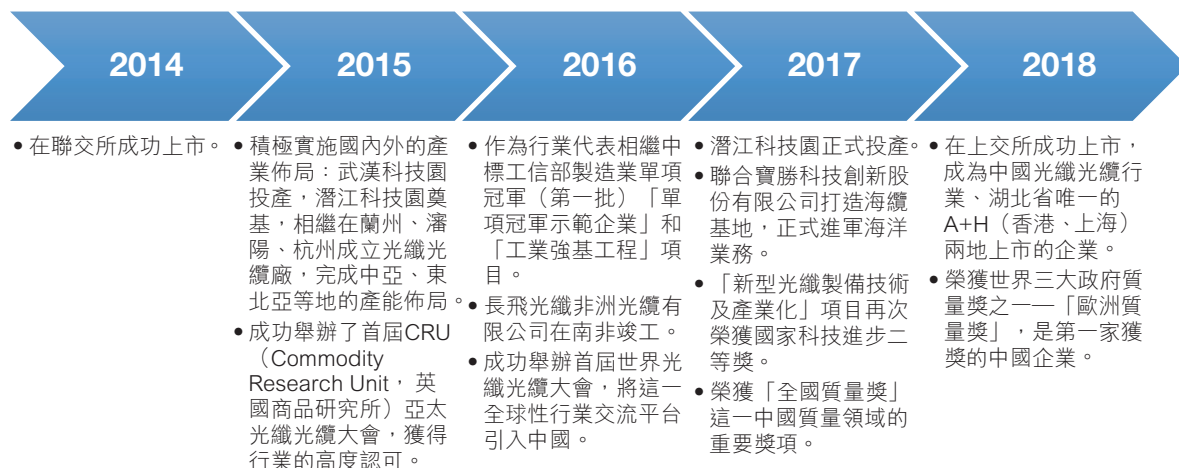 2014
2015
2016
2017
2018
• 在聯交所成功上市。
• 積極實施國內外的產
業佈局：武漢科技園
投產，潛江科技園奠
基，相繼在蘭州、瀋
陽、杭州成立光纖光
纜廠，完成中亞、東
北亞等地的產能佈局。
• 成功舉辦了首屆CRU
（Commodity
Research Unit， 英
國商品研究所）亞太
光纖光纜大會，獲得
行業的高度認可。
• 作為行業代表相繼中
標工信部製造業單項
冠軍（第一批）「單
項冠軍示範企業」和
「工業強基工程」項
目。
• 長飛光纖非洲光纜有
限公司在南非竣工。
• 成功舉辦首屆世界光
纖光纜大會，將這一
全球性行業交流平台
引入中國。
• 潛江科技園正式投產。
• 聯合寶勝科技創新股
份有限公司打造海纜
基地，正式進軍海洋
業務。
• 「新型光纖製備技術
及產業化」項目再次
榮獲國家科技進步二
等獎。
• 榮獲「全國質量獎」
這一中國質量領域的
重要獎項。
• 在上交所成功上市，
成為中國光纖光纜行
業、湖北省唯一的
A+H（香港、上海）
兩地上市的企業。
• 榮獲世界三大政府質
量獎之一──「歐洲質
量獎」，是第一家獲
獎的中國企業。